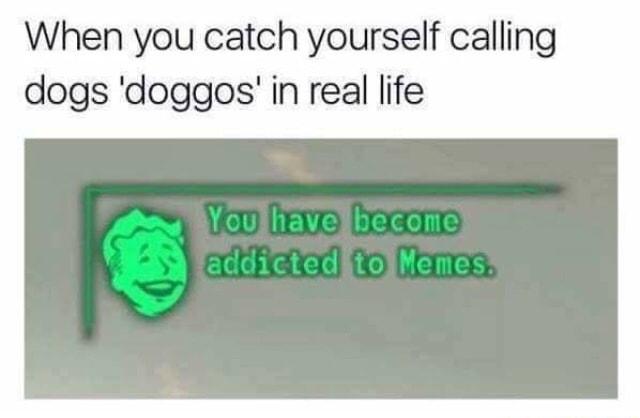 When you catch yourself calling
dogs 'doggos' in real life
You have become
addicted to Memes.